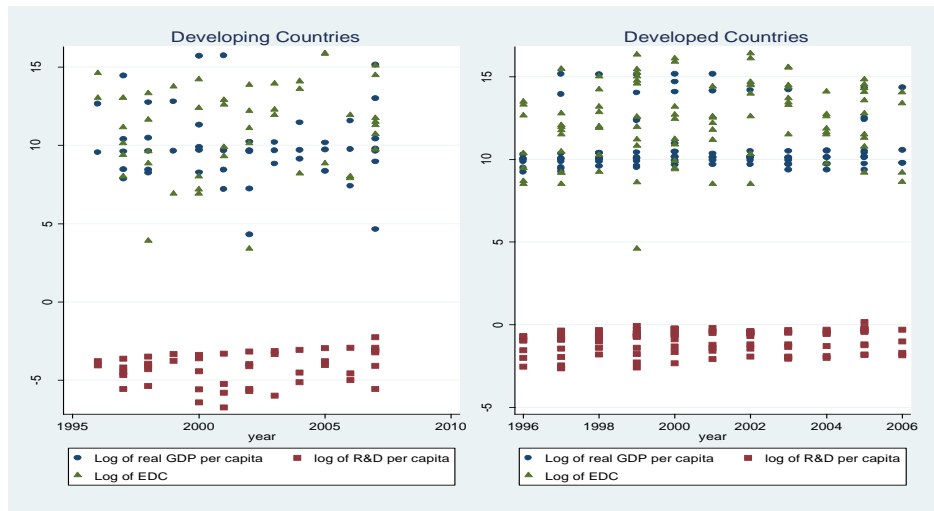 Developing Countries
15
10
5
0
-5
1995
2000
2005
2010
year
Log of real GDP per capita
log of R&D per capita
Log of EDC
Developed Countries
15
10
5
0
-5
1996
1998
2000
2002
2004
2006
year
Log of real GDP per capita
log of R&D per capita
Log of EDC